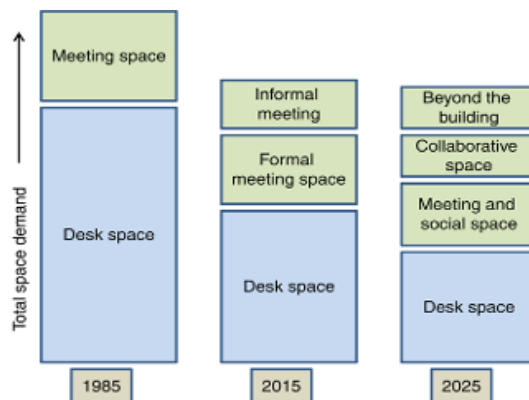 Total space demand
Meeting space
Desk space
1985
Informal
meeting
Formal
meeting space
Desk space
2015
Beyond the
building
Collaborative
space
Meeting and
social space
Desk space
2025